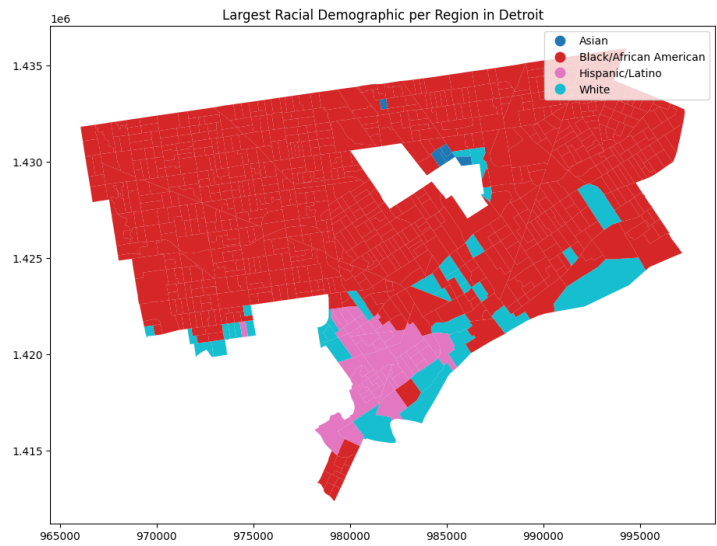 Largest Racial Demographic per Region in Detroit
1e6
Asian
Black/African American
Hispanic/Latino
White
1.435
1.430
1.425
1.420
1.415
965000 970000 975000 980000 985000 990000 995000